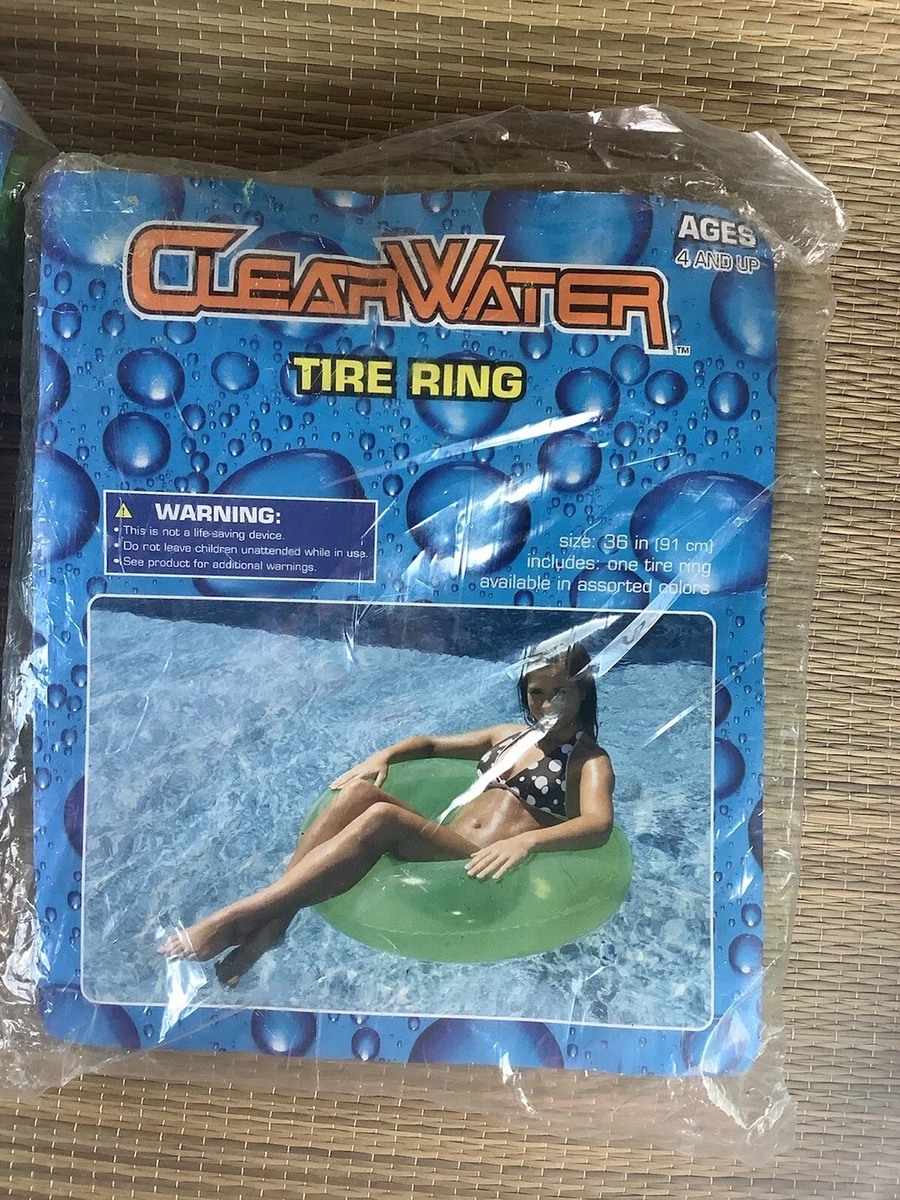 AGES
4 AND UP
CLEARWATER™
TIRE RING
WARNING:
• This is not a life-saving device.
• Do not leave children unattended while in use.
• See product for additional warnings.
size: 36 in (91 cm)
includes: one tire ring
available in assorted colors